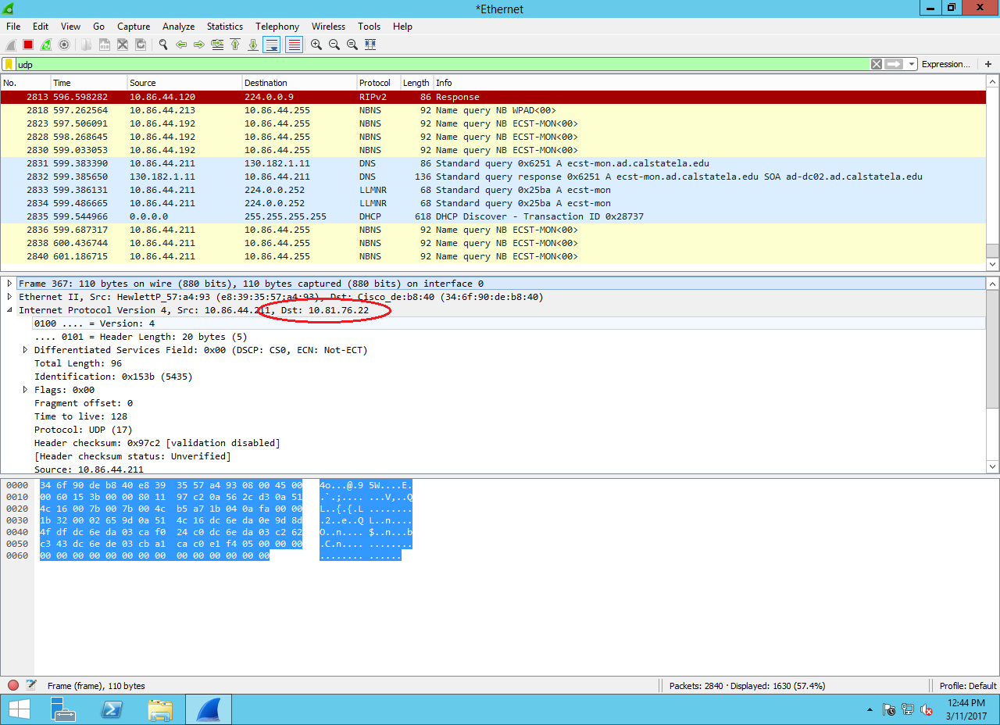 *Ethernet
File Edit View Go Capture Analyze Statistics Telephony Wireless Tools Help
udp Expression... +
No. Time Source Destination Protocol Length Info
2813 596.598282 10.86.44.120 224.0.0.9 RIPv2 86 Response
2818 597.262564 10.86.44.213 10.86.44.255 NBNS 92 Name query NB WPAD<00>
2823 597.506091 10.86.44.192 10.86.44.255 NBNS 92 Name query NB ECST-MON<00>
2828 598.268645 10.86.44.192 10.86.44.255 NBNS 92 Name query NB ECST-MON<00>
2830 599.033053 10.86.44.192 10.86.44.255 NBNS 92 Name query NB ECST-MON<00>
2831 599.383390 10.86.44.211 130.182.1.11 DNS 86 Standard query 0x6251 A ecst-mon.ad.calstatela.edu
2832 599.385650 130.182.1.11 10.86.44.211 DNS 136 Standard query response 0x6251 A ecst-mon.ad.calstatela.edu SOA ad-dc02.ad.calstatela.edu
2833 599.386131 10.86.44.211 224.0.0.252 LLMNR 68 Standard query 0x25ba A ecst-mon
2834 599.486665 10.86.44.211 224.0.0.252 LLMNR 68 Standard query 0x25ba A ecst-mon
2835 599.544966 0.0.0.0 255.255.255.255 DHCP 618 DHCP Discover - Transaction ID 0x28737
2836 599.687317 10.86.44.211 10.86.44.255 NBNS 92 Name query NB ECST-MON<00>
2838 600.436744 10.86.44.211 10.86.44.255 NBNS 92 Name query NB ECST-MON<00>
2840 601.186715 10.86.44.211 10.86.44.255 NBNS 92 Name query NB ECST-MON<00>
Frame 367: 110 bytes on wire (880 bits), 110 bytes captured (880 bits) on interface 0
Ethernet II, Src: HewlettP_57:a4:93 (e8:39:35:57:a4:93), Dst: Cisco_de:b8:40 (34:6f:90:de:b8:40)
Internet Protocol Version 4, Src: 10.86.44.211, Dst: 10.81.76.22
0100 .... = Version: 4
.... 0101 = Header Length: 20 bytes (5)
Differentiated Services Field: 0x00 (DSCP: CS0, ECN: Not-ECT)
Total Length: 96
Identification: 0x153b (5435)
Flags: 0x00
Fragment offset: 0
Time to live: 128
Protocol: UDP (17)
Header checksum: 0x97c2 [validation disabled]
[Header checksum status: Unverified]
Source: 10.86.44.211
0000 34 6f 90 de b8 40 e8 39 35 57 a4 93 08 00 45 00 4o...@.9 5W....E.
0010 00 60 15 3b 00 00 80 11 97 c2 0a 56 2c d3 0a 51 .`.;.... ...V,..Q
0020 4c 16 00 7b 00 7b 00 4c b5 a7 1b 04 0a fa 00 00 L..{.{.L ........
0030 1b 32 00 02 65 9d 0a 51 4c 16 dc 6e da 0e 9d 8d .2..e..Q L..n....
0040 4f df dc 6e da 03 ca f0 24 c0 dc 6e da 03 c2 62 O..n.... $..n...b
0050 c3 43 dc 6e de 03 cb a1 ca c0 e1 f4 05 00 00 00 .C.n.... ........
0060 00 00 00 00 00 00 00 00 00 00 00 00 00 00 ........ ......
Frame (frame), 110 bytes Packets: 2840 · Displayed: 1630 (57.4%) Profile: Default
12:44 PM
3/11/2017